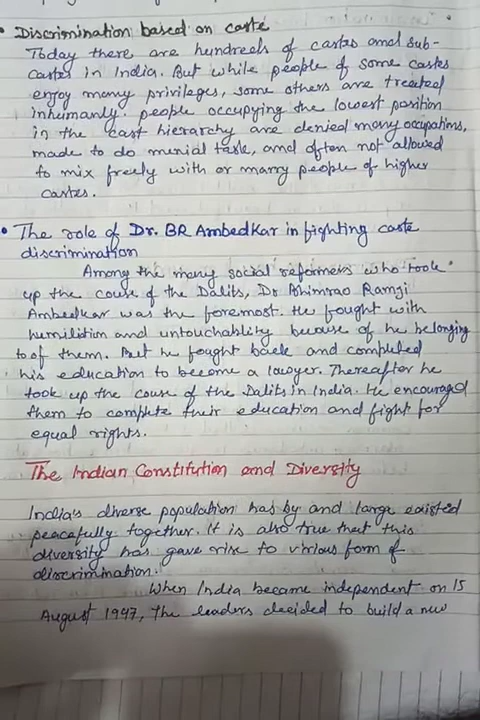 • Discrimination based on caste
Today there are hundreds of castes and sub-
castes in India. But while people of some castes
enjoy many privileges, some others are treated
inhumanly. people occupying the lowest position
in the cast hierarchy are denied many occupations,
made to do menial task, and often not allowed
to mix freely with or marry people of higher
castes.
• The role of Dr. BR Ambedkar in fighting caste
discrimination
Among the many social reformers who took
up the couse of the Dalits, Dr Bhimrao Ramji
Ambedkar was the foremost. He fought with
humilition and untouchablity because of he belonging
to of them. But he fought back and completed
his education to become a lawyer. Thereafter he
took up the couse of the Dalits in India. He encouraged
them to complete their education and fight for
equal rights.
The Indian Constitution and Diversity
India's diverse population has by and large existed
peacefully together. It is also true that this
diversity has gave rise to virious form of
discrimination.
When India became independent on 15
August 1947, the leaders decided to build a new